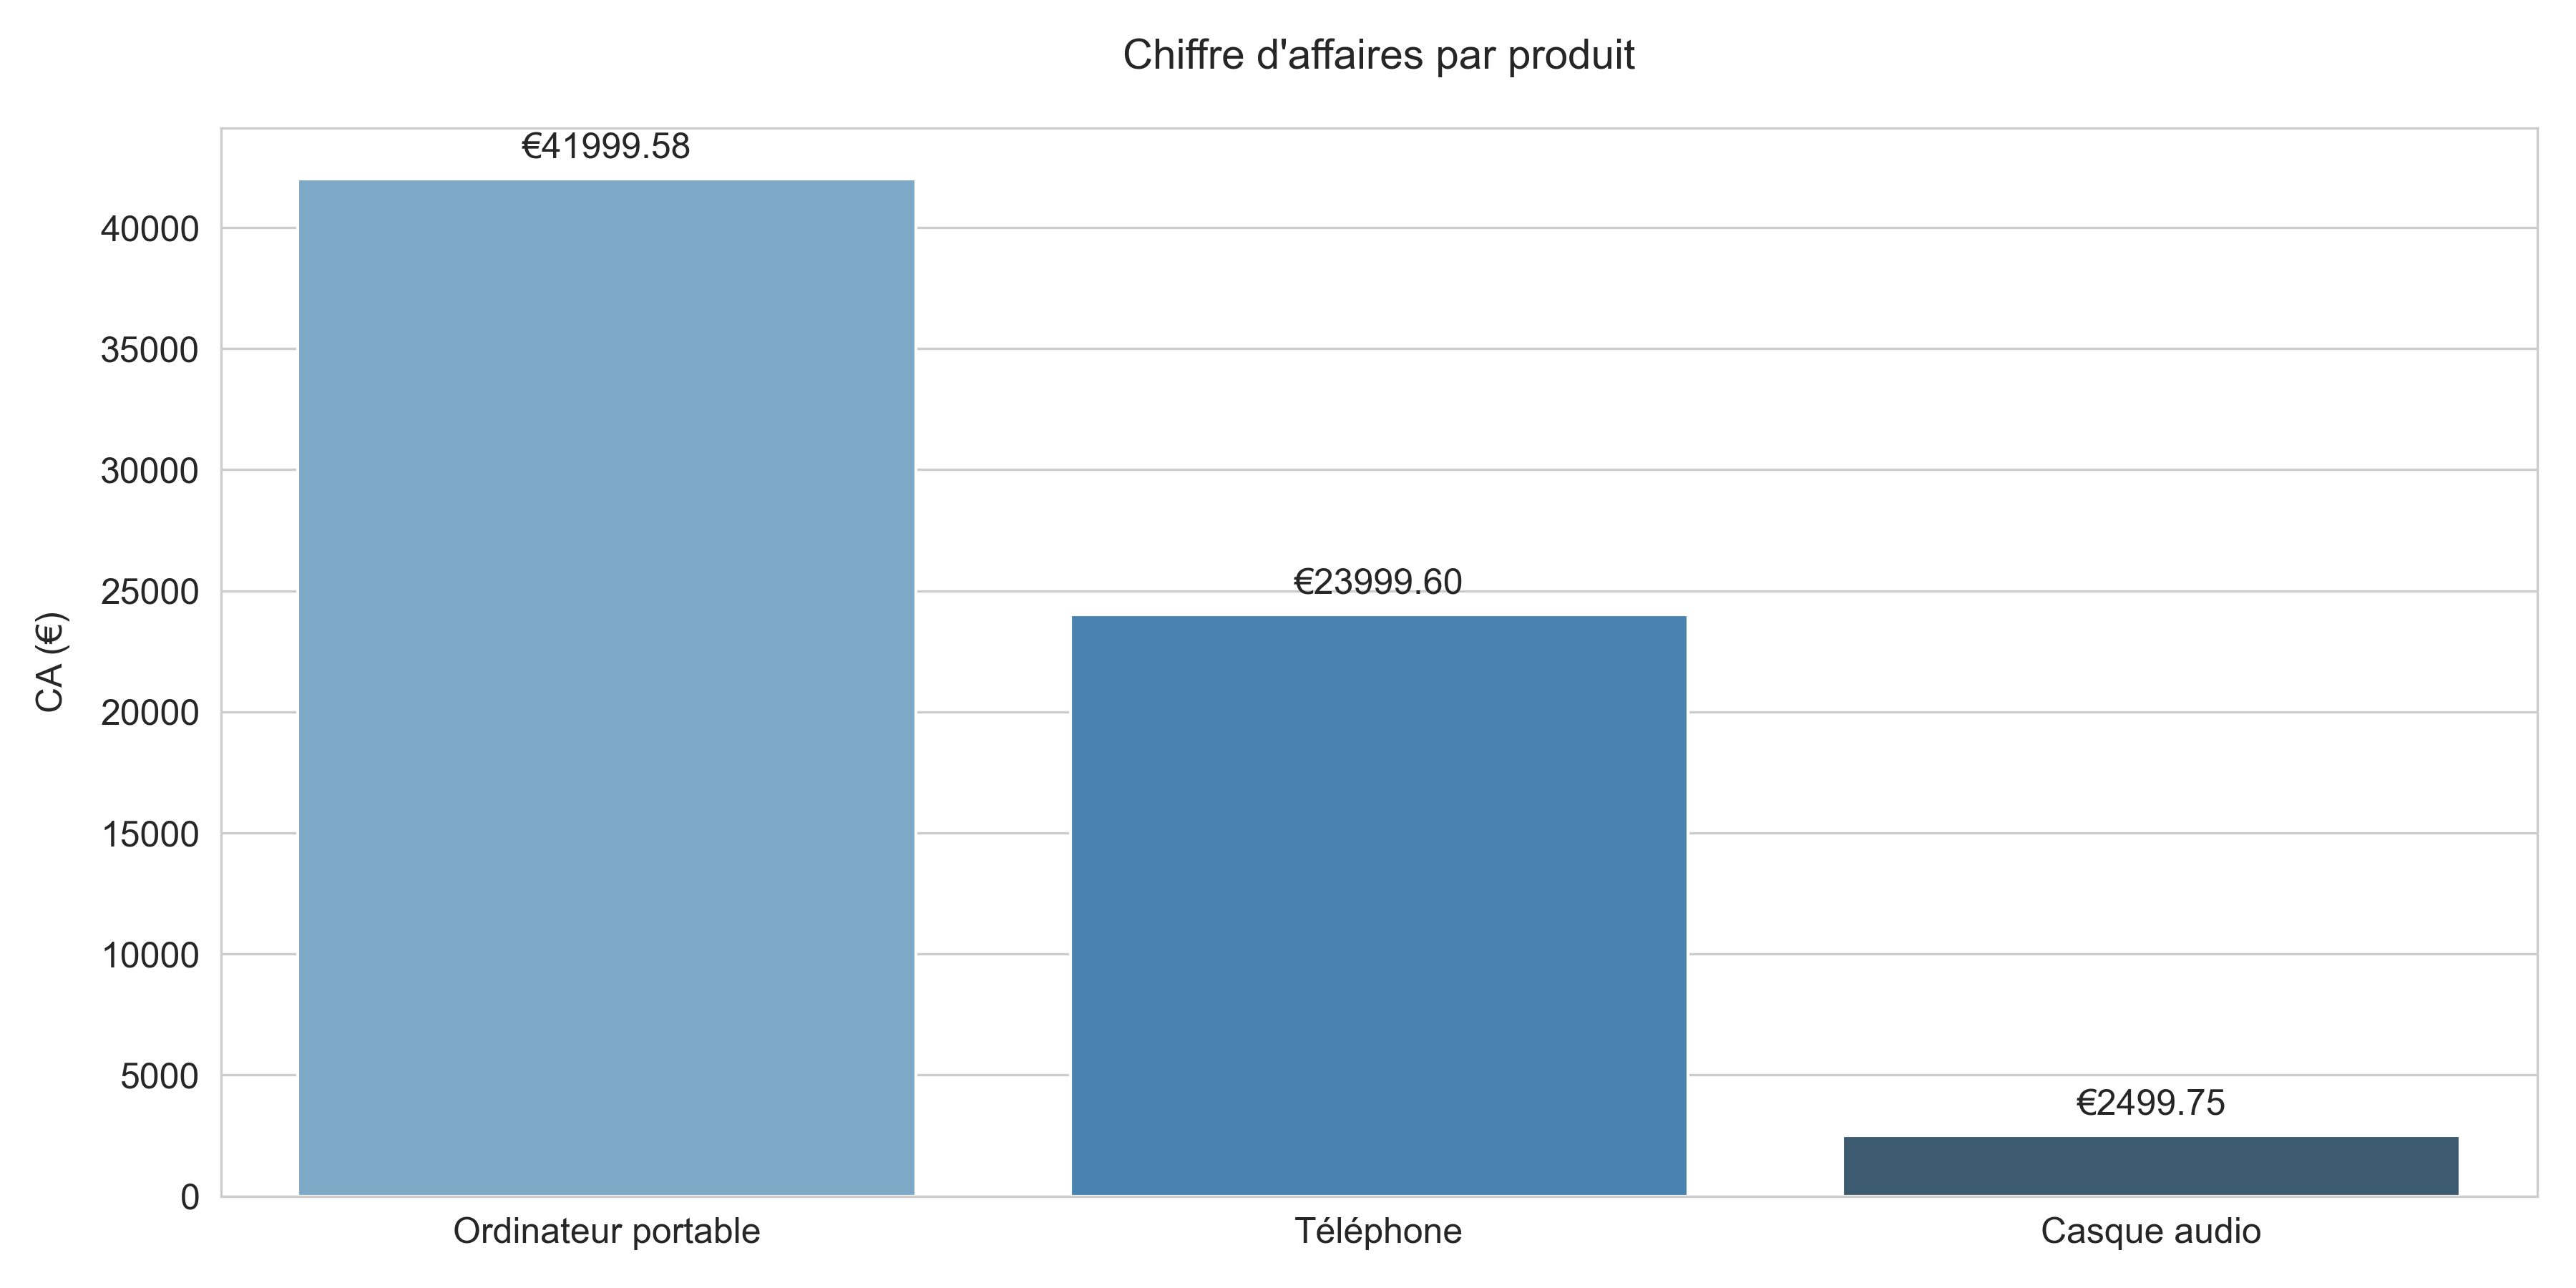 Chiffre d'affaires par produit
€41999.58
40000
35000
30000
€23999.60
25000
CA (€)
20000
15000
10000
€2499.75
5000
0
Ordinateur portable
Téléphone
Casque audio